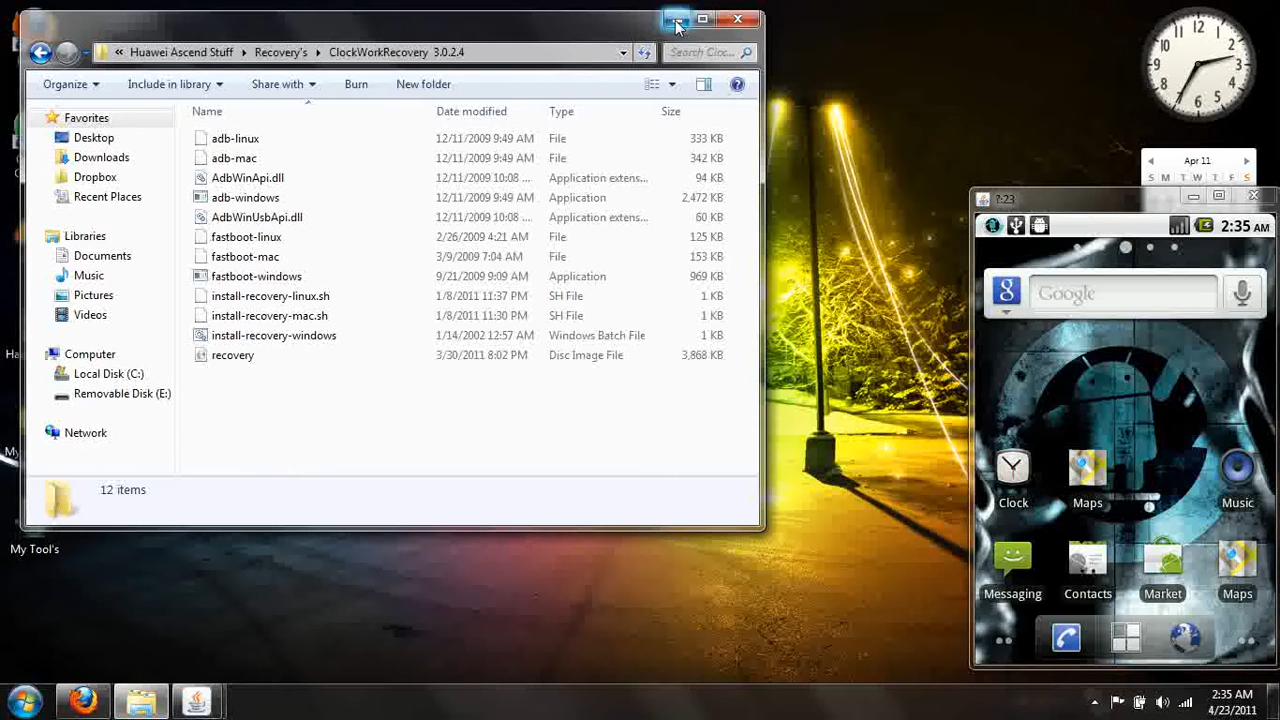 « Huawei Ascend Stuff ▸ Recovery's ▸ ClockWorkRecovery 3.0.2.4
Search Cloc...
Organize
Include in library
Share with
Burn
New folder
Favorites
Desktop
Downloads
Dropbox
Recent Places
Libraries
Documents
Music
Pictures
Videos
Computer
Local Disk (C:)
Removable Disk (E:)
Network
Name Date modified Type Size
adb-linux 12/11/2009 9:49 AM File 333 KB
adb-mac 12/11/2009 9:49 AM File 342 KB
AdbWinApi.dll 12/11/2009 10:08 ... Application extens... 94 KB
adb-windows 12/11/2009 9:49 AM Application 2,472 KB
AdbWinUsbApi.dll 12/11/2009 10:08 ... Application extens... 60 KB
fastboot-linux 2/26/2009 4:21 AM File 125 KB
fastboot-mac 3/9/2009 7:04 AM File 153 KB
fastboot-windows 9/21/2009 9:09 AM Application 969 KB
install-recovery-linux.sh 1/8/2011 11:37 PM SH File 1 KB
install-recovery-mac.sh 1/8/2011 11:30 PM SH File 1 KB
install-recovery-windows 1/14/2002 12:57 AM Windows Batch File 1 KB
recovery 3/30/2011 8:02 PM Disc Image File 3,868 KB
12 items
My Tool's
12
11 1
10 2
9 3
8 4
7 5
6
Apr 11
S M T W T F S
?:23
2:35 AM
Google
Clock
Maps
Music
Messaging
Contacts
Market
Maps
2:35 AM
4/23/2011